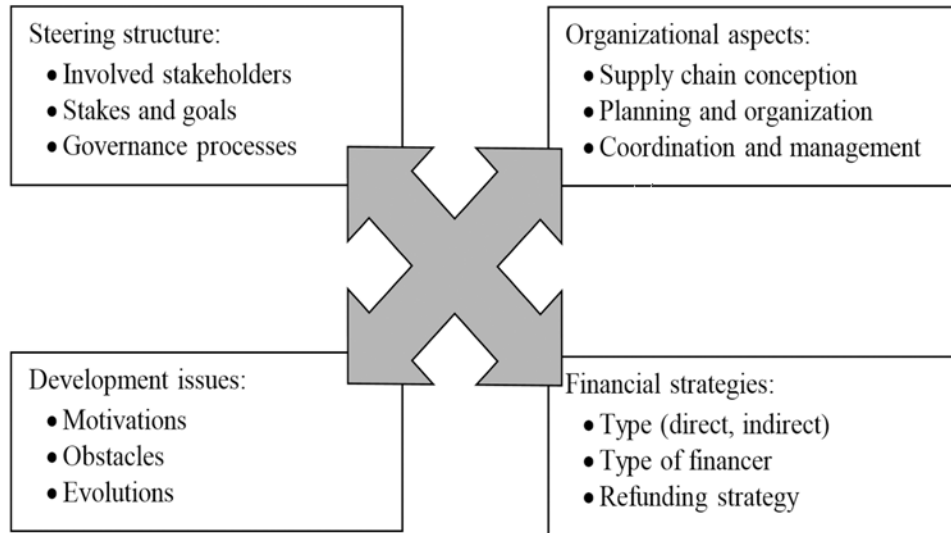 Steering structure:
• Involved stakeholders
• Stakes and goals
• Governance processes
Organizational aspects:
• Supply chain conception
• Planning and organization
• Coordination and management
Development issues:
• Motivations
• Obstacles
• Evolutions
Financial strategies:
• Type (direct, indirect)
• Type of financer
• Refunding strategy